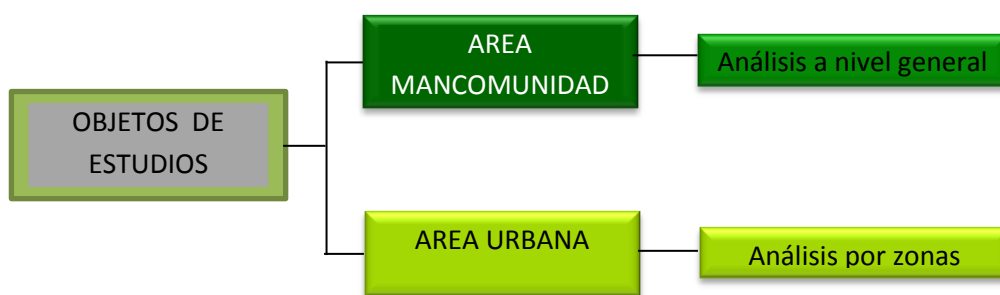 OBJETOS DE
ESTUDIOS
AREA
MANCOMUNIDAD
Análisis a nivel general
AREA URBANA
Análisis por zonas